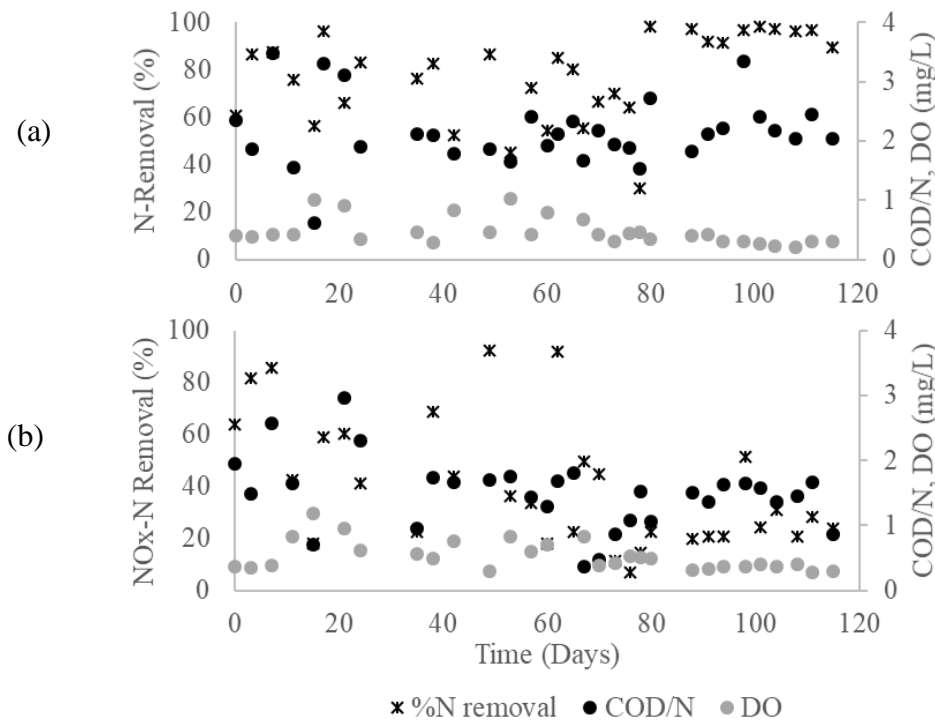 (a)
N-Removal (%)
100
80
60
40
20
0
0 20 40 60 80 100 120
4
3
2
1
0
COD/N, DO (mg/L)
(b)
NOx-N Removal (%)
100
80
60
40
20
0
0 20 40 60 80 100 120
4
3
2
1
0
COD/N, DO (mg/L)
Time (Days)
%N removal COD/N DO